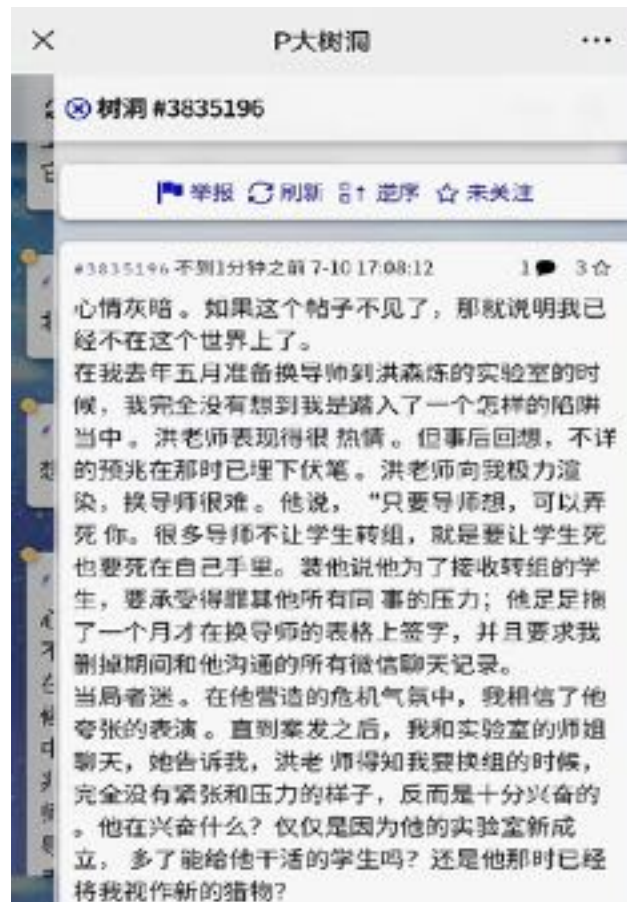 P大树洞
树洞 #3835196
举报 刷新 逆序 未关注
#3835196 不到1分钟之前 7-10 17:08:12 1 3
心情灰暗。如果这个帖子不见了，那就说明我已
经不在这个世界上了。
在我去年五月准备换导师到洪森炼的实验室的时
候，我完全没有想到我是踏入了一个怎样的陷阱
当中。洪老师表现得很 热情。但事后回想，不详
的预兆在那时已埋下伏笔。洪老师向我极力渲
染，换导师很难。他说，“只要导师想，可以弄
死 你。很多导师不让学生转组，就是要让学生死
也要死在自己手里。装他说他为了接收转组的学
生，要承受得罪其他所有同 事的压力；他足足拖
了一个月才在换导师的表格上签字，并且要求我
删掉期间和他沟通的所有微信聊天记录。
当局者迷。在他营造的危机气氛中，我相信了他
夸张的表演。直到案发之后，我和实验室的师姐
聊天，她告诉我，洪老 师得知我要换组的时候，
完全没有紧张和压力的样子，反而是十分兴奋的
。他在兴奋什么？仅仅是因为他的实验室新成
立， 多了能给他干活的学生吗？还是他那时已经
将我视作新的猎物？